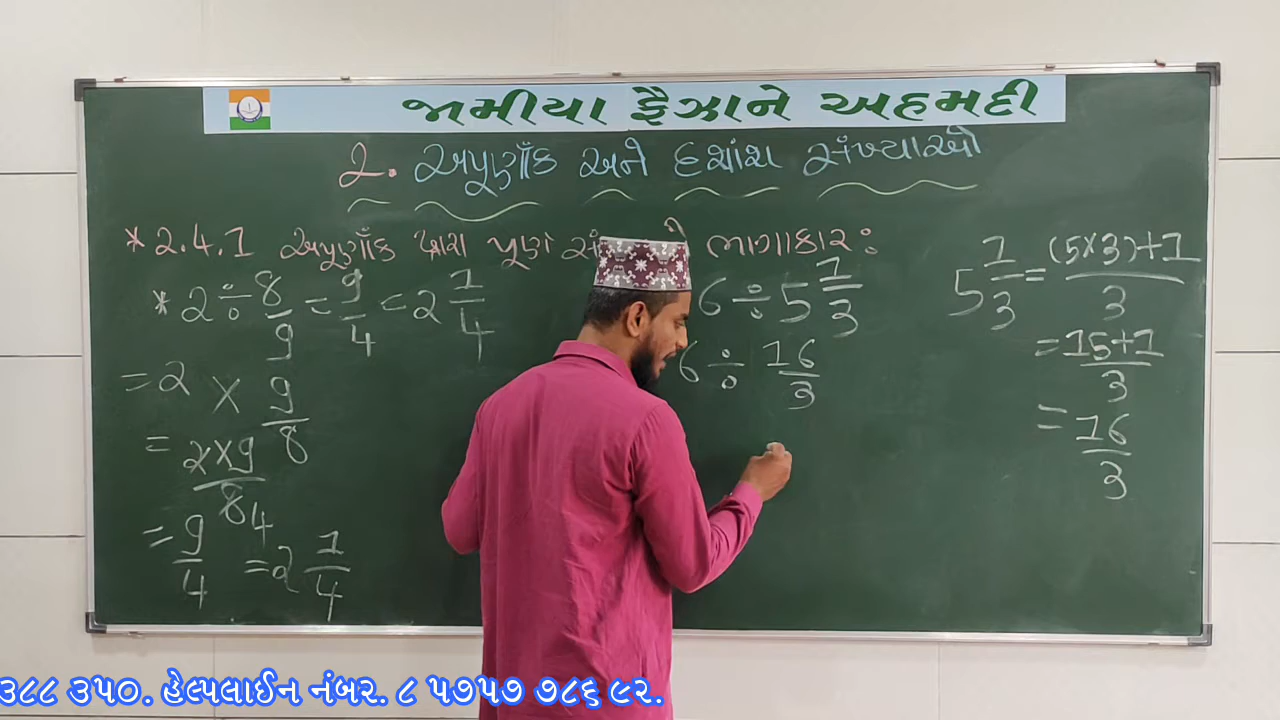 જામીયા ફૈઝાને અહમદી
2. અપૂર્ણાંક અને દશાંશ સંખ્યાઓ
* 2.4.1 અપૂર્ણાંક દ્વારા પૂર્ણ ભાગાકાર :
* 2 ÷ 8/9 = 9/4 = 2 1/4
= 2 × 9/8
= 2×9/8 4
= 9/4 = 2 1/4
6 ÷ 5 1/3
6 ÷ 16/3
5 1/3 = (5×3)+1/3
= 15+1/3
= 16/3
૩૮૮ ૩૫૦. હેલ્પલાઈન નંબર. ૮ ૫૭૫૭ ૭૮૬ ૯૨.